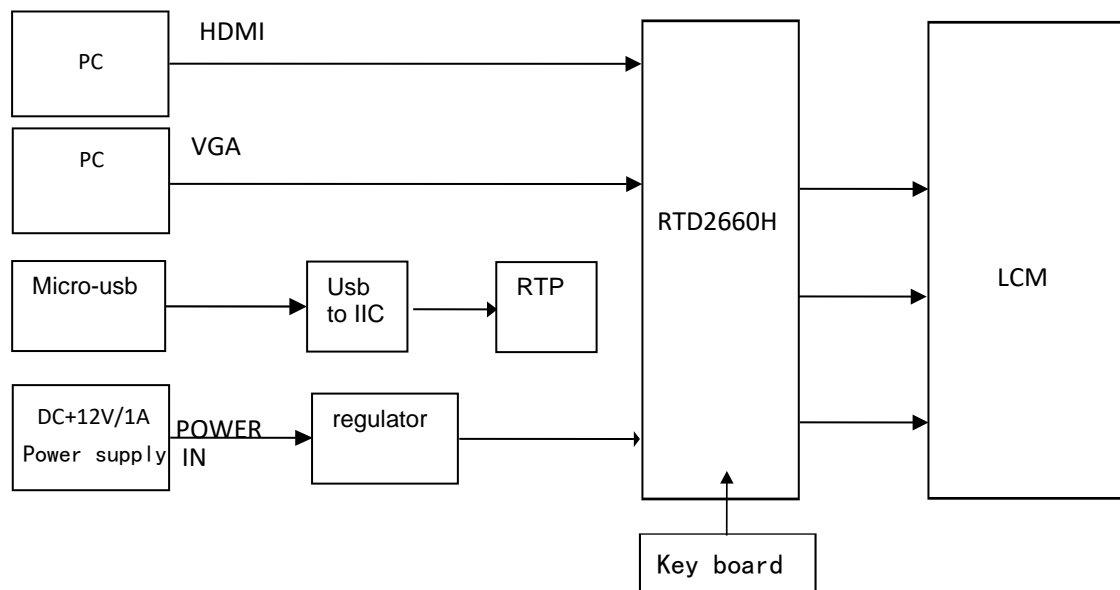 HDMI
PC
VGA
PC
RTD2660H
LCM
Micro-usb
Usb
to IIC
RTP
DC+12V/1A
Power supply
POWER
IN
regulator
Key board